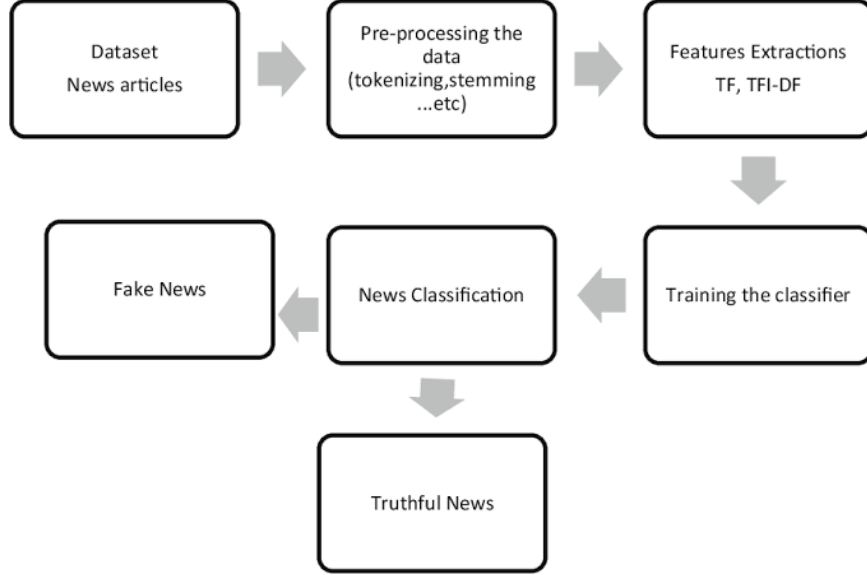 Dataset
News articles
Pre-processing the
data
(tokenizing,stemming
...etc)
Features Extractions
TF, TFI-DF
Training the classifier
News Classification
Fake News
Truthful News